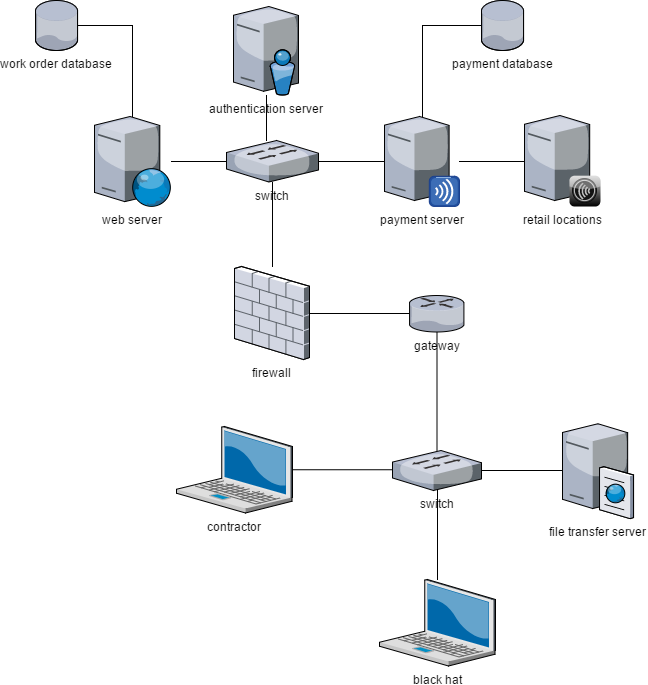 work order database
payment database
authentication server
switch
web server
payment server
retail locations
gateway
firewall
switch
contractor
file transfer server
black hat